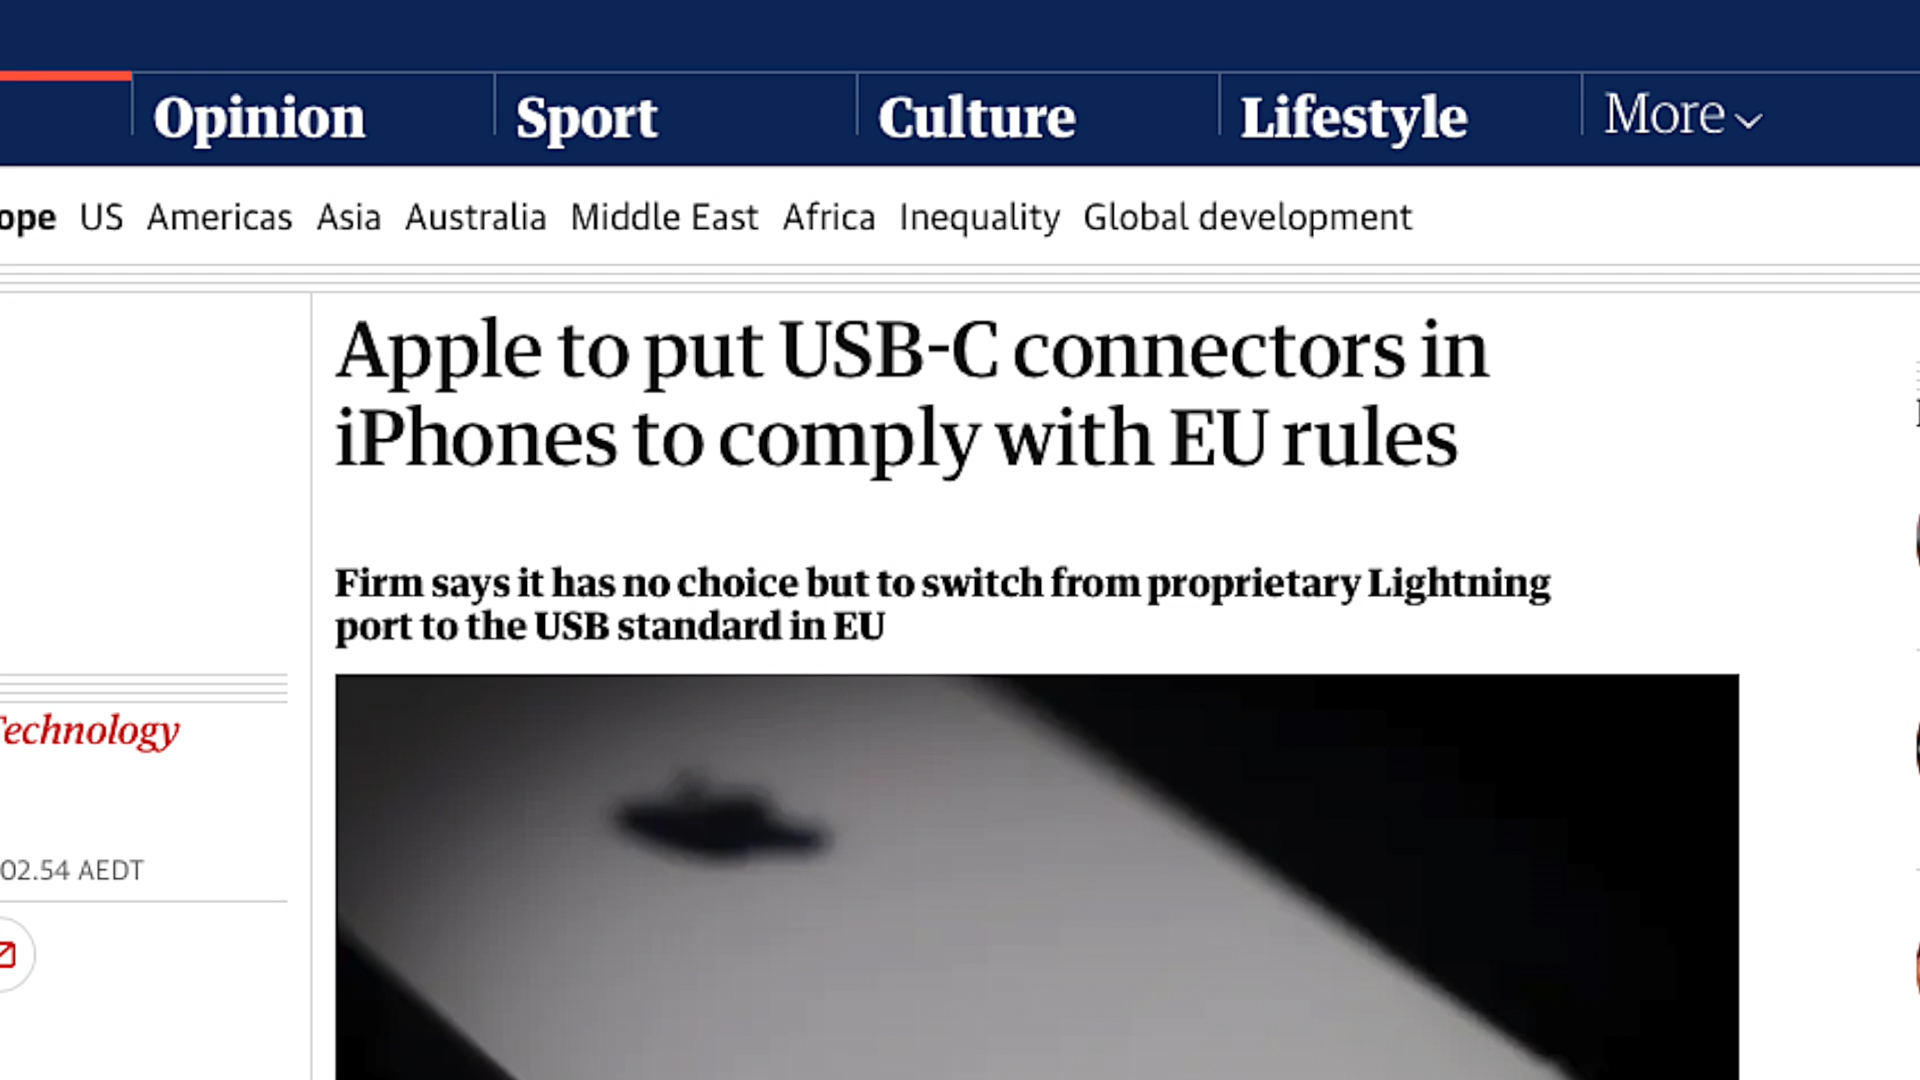 Opinion
Sport
Culture
Lifestyle
More
ope US Americas Asia Australia Middle East Africa Inequality Global development
Apple to put USB-C connectors in
iPhones to comply with EU rules
Firm says it has no choice but to switch from proprietary Lightning
port to the USB standard in EU
Technology
02.54 AEDT